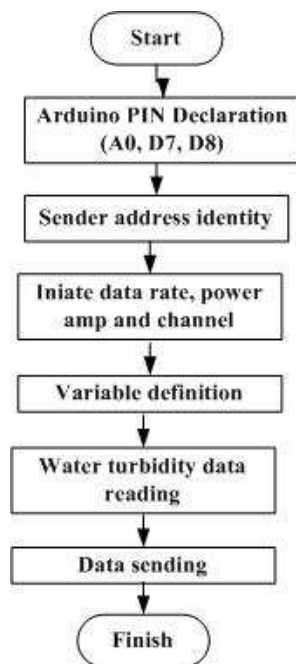 Start
Arduino PIN Declaration
(A0, D7, D8)
Sender address identity
Iniate data rate, power
amp and channel
Variable definition
Water turbidity data
reading
Data sending
Finish